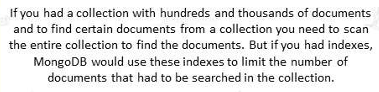 If you had a collection with hundreds and thousands of documents
and to find certain documents from a collection you need to scan
the entire collection to find the documents. But if you had indexes,
MongoDB would use these indexes to limit the number of
documents that had to be searched in the collection.